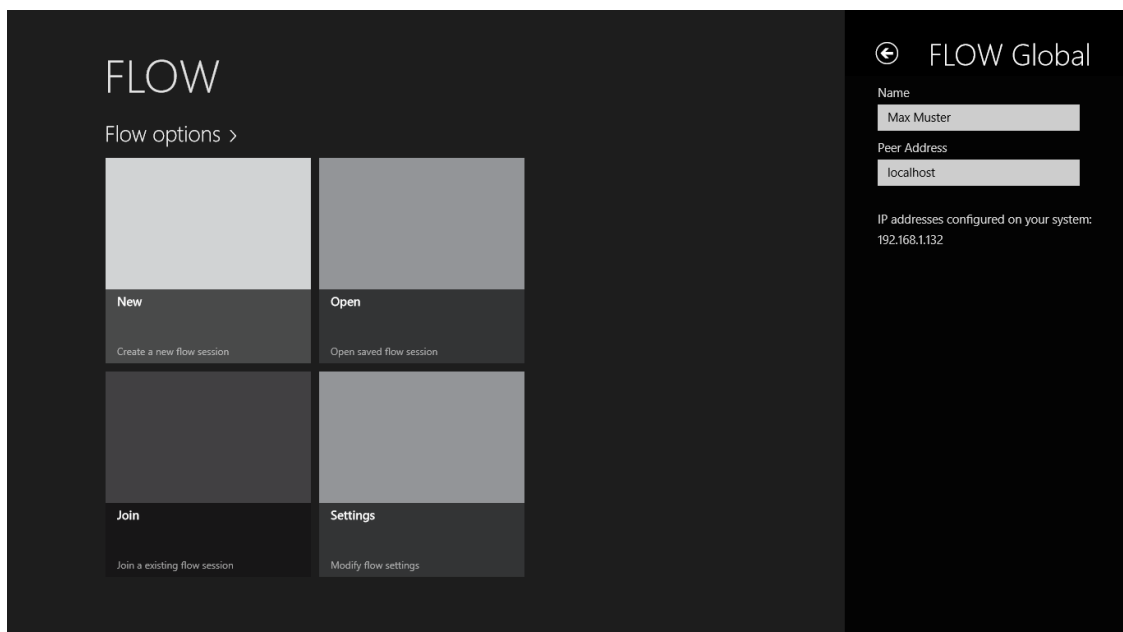 FLOW
Flow options >
New
Create a new flow session
Open
Open saved flow session
Join
Join a existing flow session
Settings
Modify flow settings
FLOW Global
Name
Max Muster
Peer Address
localhost
IP addresses configured on your system:
192.168.1.132